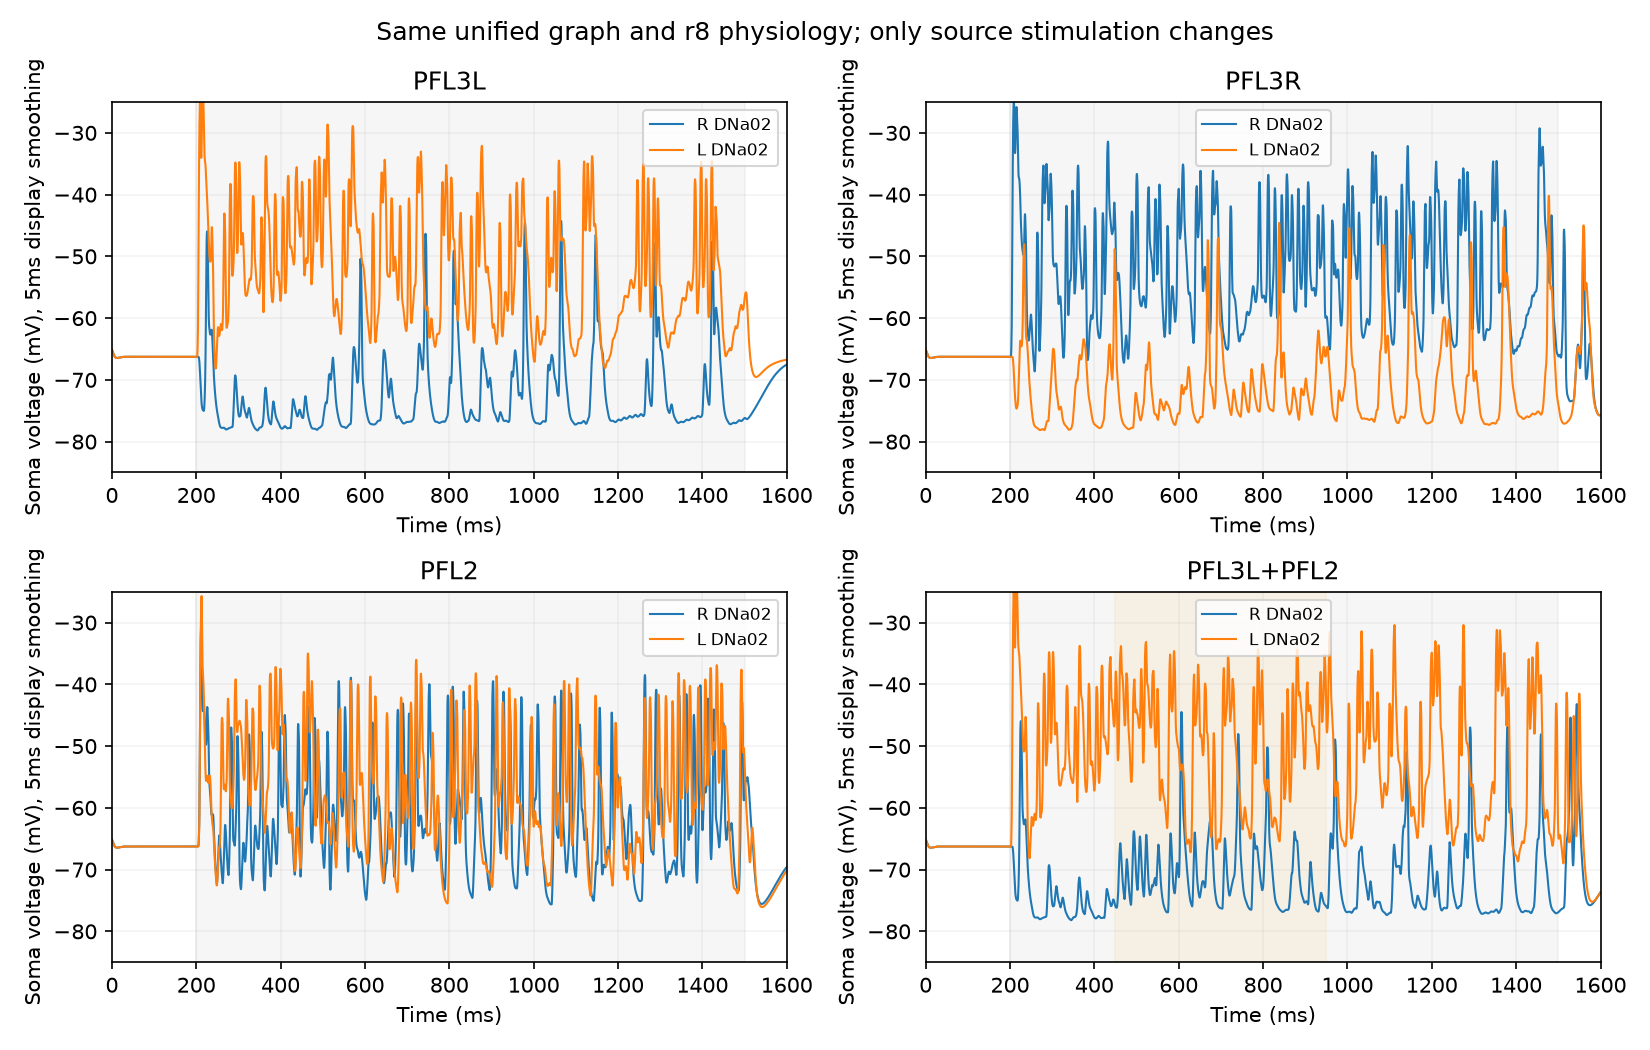 Same unified graph and r8 physiology; only source stimulation changes
PFL3L
Soma voltage (mV), 5ms display smoothing
−30
−40
−50
−60
−70
−80
R DNa02
L DNa02
0 200 400 600 800 1000 1200 1400 1600
Time (ms)
PFL3R
Soma voltage (mV), 5ms display smoothing
−30
−40
−50
−60
−70
−80
R DNa02
L DNa02
0 200 400 600 800 1000 1200 1400 1600
Time (ms)
PFL2
Soma voltage (mV), 5ms display smoothing
−30
−40
−50
−60
−70
−80
R DNa02
L DNa02
0 200 400 600 800 1000 1200 1400 1600
Time (ms)
PFL3L+PFL2
Soma voltage (mV), 5ms display smoothing
−30
−40
−50
−60
−70
−80
R DNa02
L DNa02
0 200 400 600 800 1000 1200 1400 1600
Time (ms)